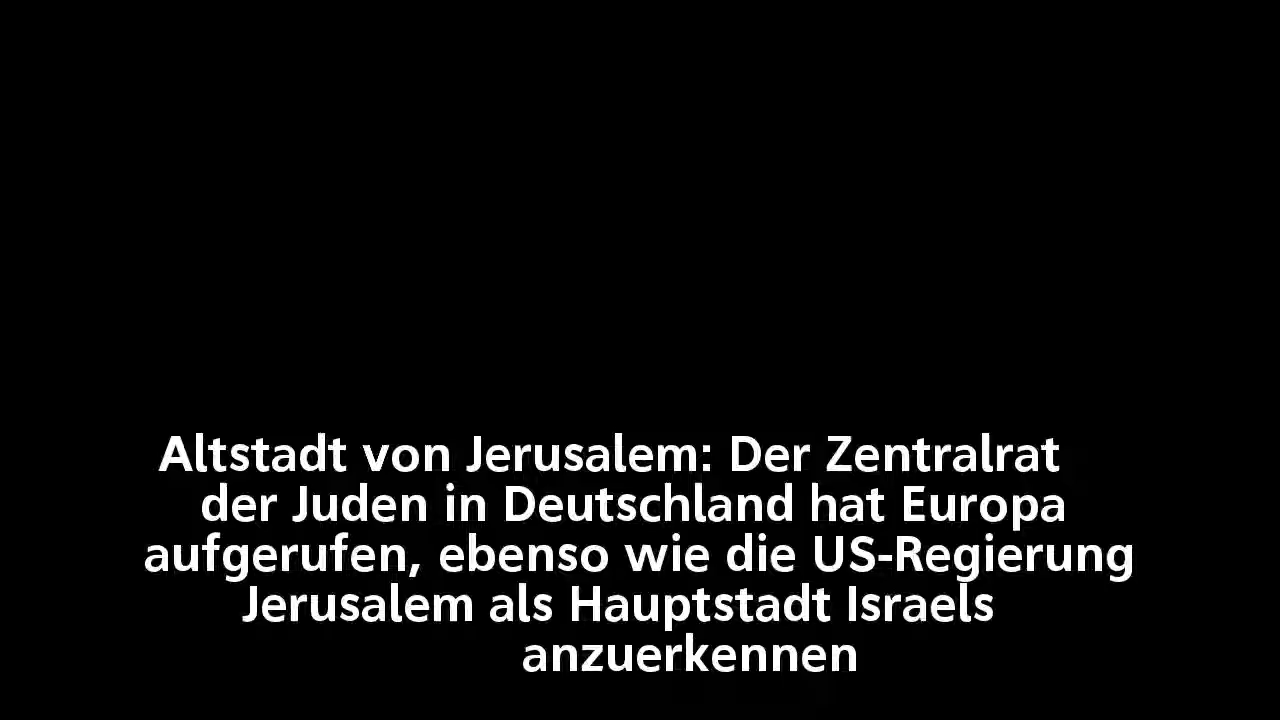 Altstadt von Jerusalem: Der Zentralrat
der Juden in Deutschland hat Europa
aufgerufen, ebenso wie die US-Regierung
Jerusalem als Hauptstadt Israels
anzuerkennen